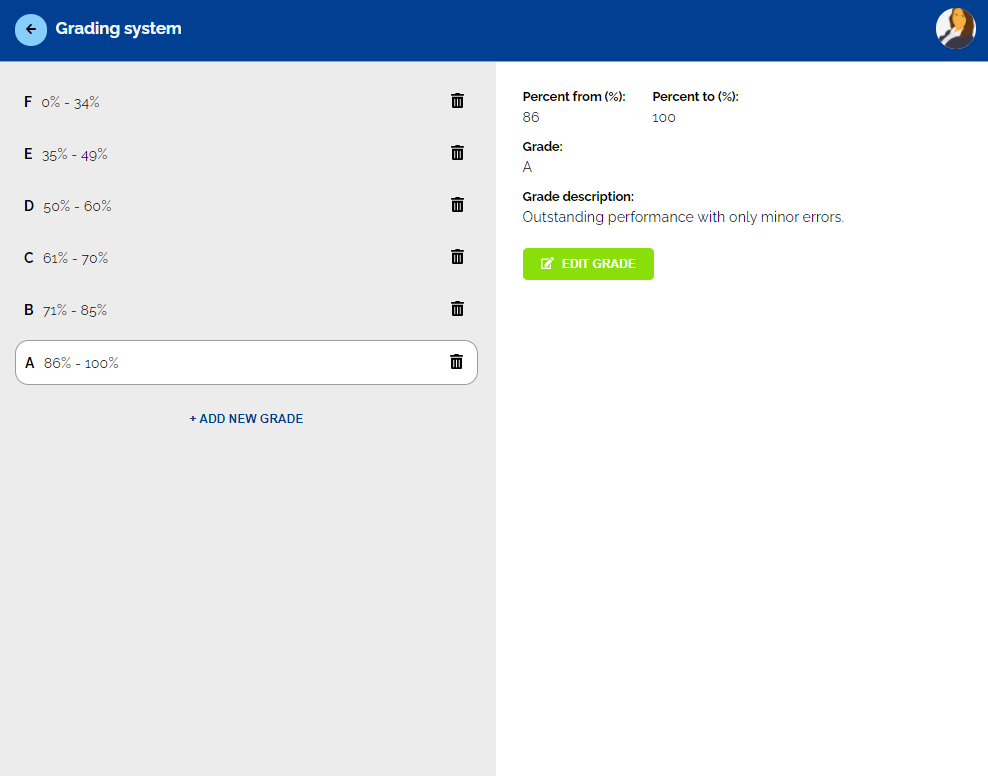 Grading system
F 0% - 34%
E 35% - 49%
D 50% - 60%
C 61% - 70%
B 71% - 85%
A 86% - 100%
+ ADD NEW GRADE
Percent from (%): Percent to (%):
86 100
Grade:
A
Grade description:
Outstanding performance with only minor errors.
EDIT GRADE